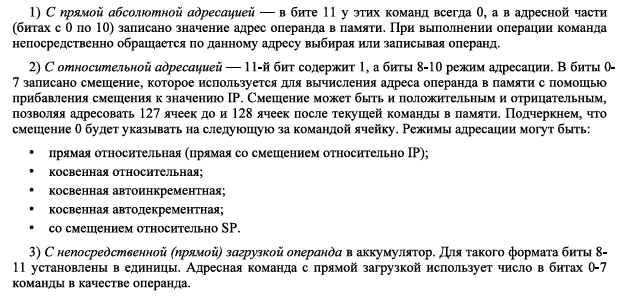 1) С прямой абсолютной адресацией — в бите 11 у этих команд всегда 0, а в адресной части
(битах с 0 по 10) записано значение адрес операнда в памяти. При выполнении операции команда
непосредственно обращается по данному адресу выбирая или записывая операнд.
2) С относительной адресацией — 11-й бит содержит 1, а биты 8-10 режим адресации. В биты 0-
7 записано смещение, которое используется для вычисления адреса операнда в памяти с помощью
прибавления смещения к значению IP. Смещение может быть и положительным и отрицательным,
позволяя адресовать 127 ячеек до и 128 ячеек после текущей команды в памяти. Подчеркнем, что
смещение 0 будет указывать на следующую за командой ячейку. Режимы адресации могут быть:
• прямая относительная (прямая со смещением относительно IP);
• косвенная относительная;
• косвенная автоинкрементная;
• косвенная автодекрементная;
• со смещением относительно SP.
3) С непосредственной (прямой) загрузкой операнда в аккумулятор. Для такого формата биты 8-
11 установлены в единицы. Адресная команда с прямой загрузкой использует число в битах 0-7
команды в качестве операнда.